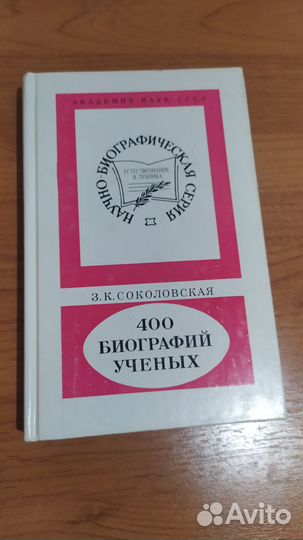 АКАДЕМИЯ НАУК СССР
НАУЧНО-БИОГРАФИЧЕСКАЯ СЕРИЯ
ЕСТЕСТВОЗНАНИЕ
И ТЕХНИКА
З.К.СОКОЛОВСКАЯ
400
БИОГРАФИЙ
УЧЕНЫХ
Avito